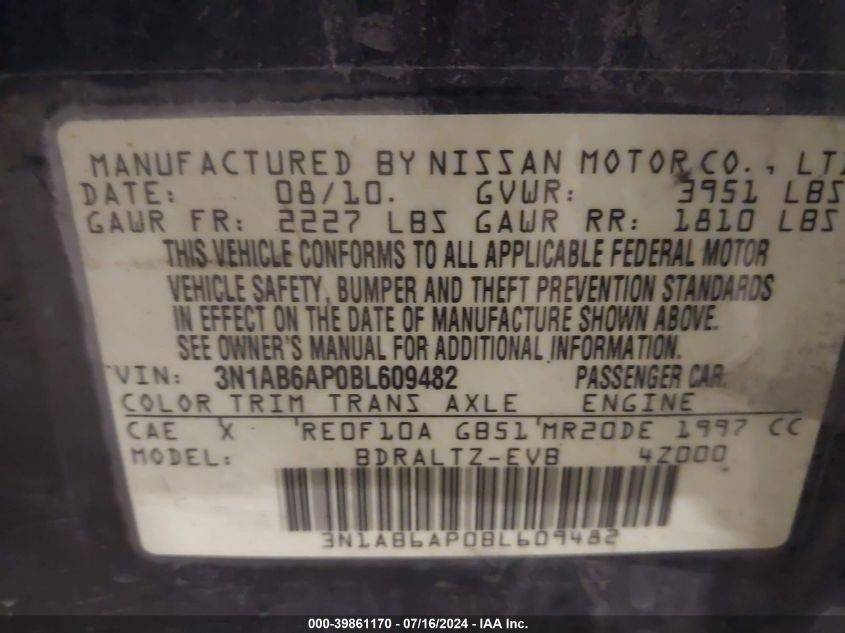 MANUFACTURED BY NISSAN MOTOR CO., LTD
DATE: 08/10. GVWR: 3951 LBS
GAWR FR: 2227 LBS GAWR RR: 1810 LBS
THIS VEHICLE CONFORMS TO ALL APPLICABLE FEDERAL MOTOR
VEHICLE SAFETY, BUMPER AND THEFT PREVENTION STANDARDS
IN EFFECT ON THE DATE OF MANUFACTURE SHOWN ABOVE.
SEE OWNER'S MANUAL FOR ADDITIONAL INFORMATION.
VIN: 3N1AB6AP0BL609482 PASSENGER CAR
COLOR TRIM TRANS AXLE ENGINE
CAE X RE0F10A GB51 MR20DE 1997 CC
MODEL: BDRALTZ-EVB 4Z000
3N1AB6AP0BL609482
000-39861170 / 07/16/2024 - IAA Inc.